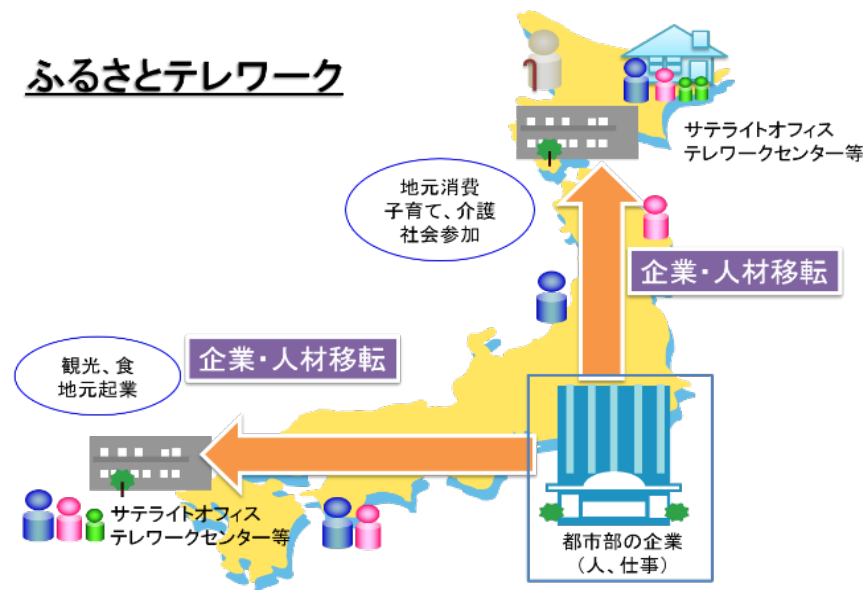 ふるさとテレワーク
サテライトオフィス
テレワークセンター等
地元消費
子育て、介護
社会参加
企業・人材移転
企業・人材移転
観光、食
地元起業
サテライトオフィス
テレワークセンター等
都市部の企業
（人、仕事）